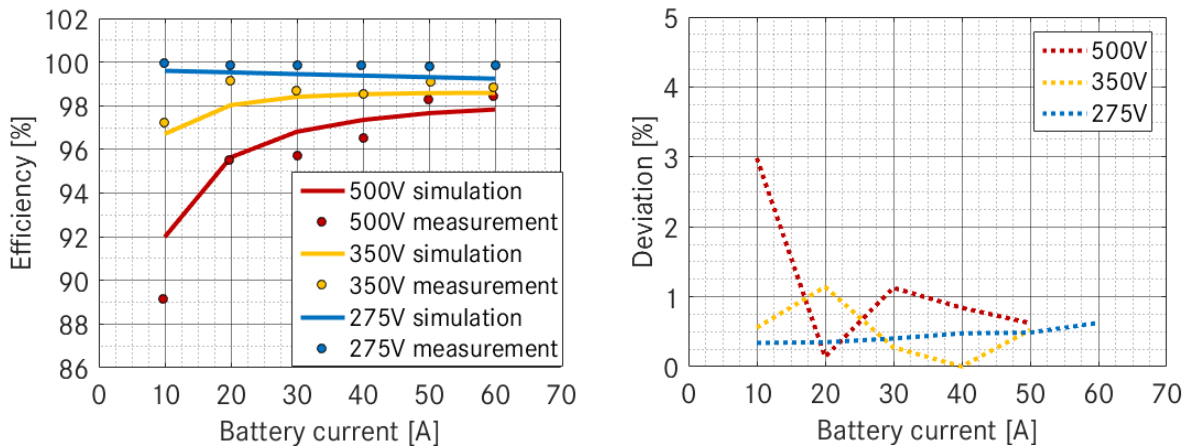 102
100
98
96
94
92
90
88
86
Efficiency [%]
0 10 20 30 40 50 60 70
Battery current [A]
500V simulation
500V measurement
350V simulation
350V measurement
275V simulation
275V measurement
5
4
3
2
1
0
Deviation [%]
0 10 20 30 40 50 60 70
Battery current [A]
500V
350V
275V